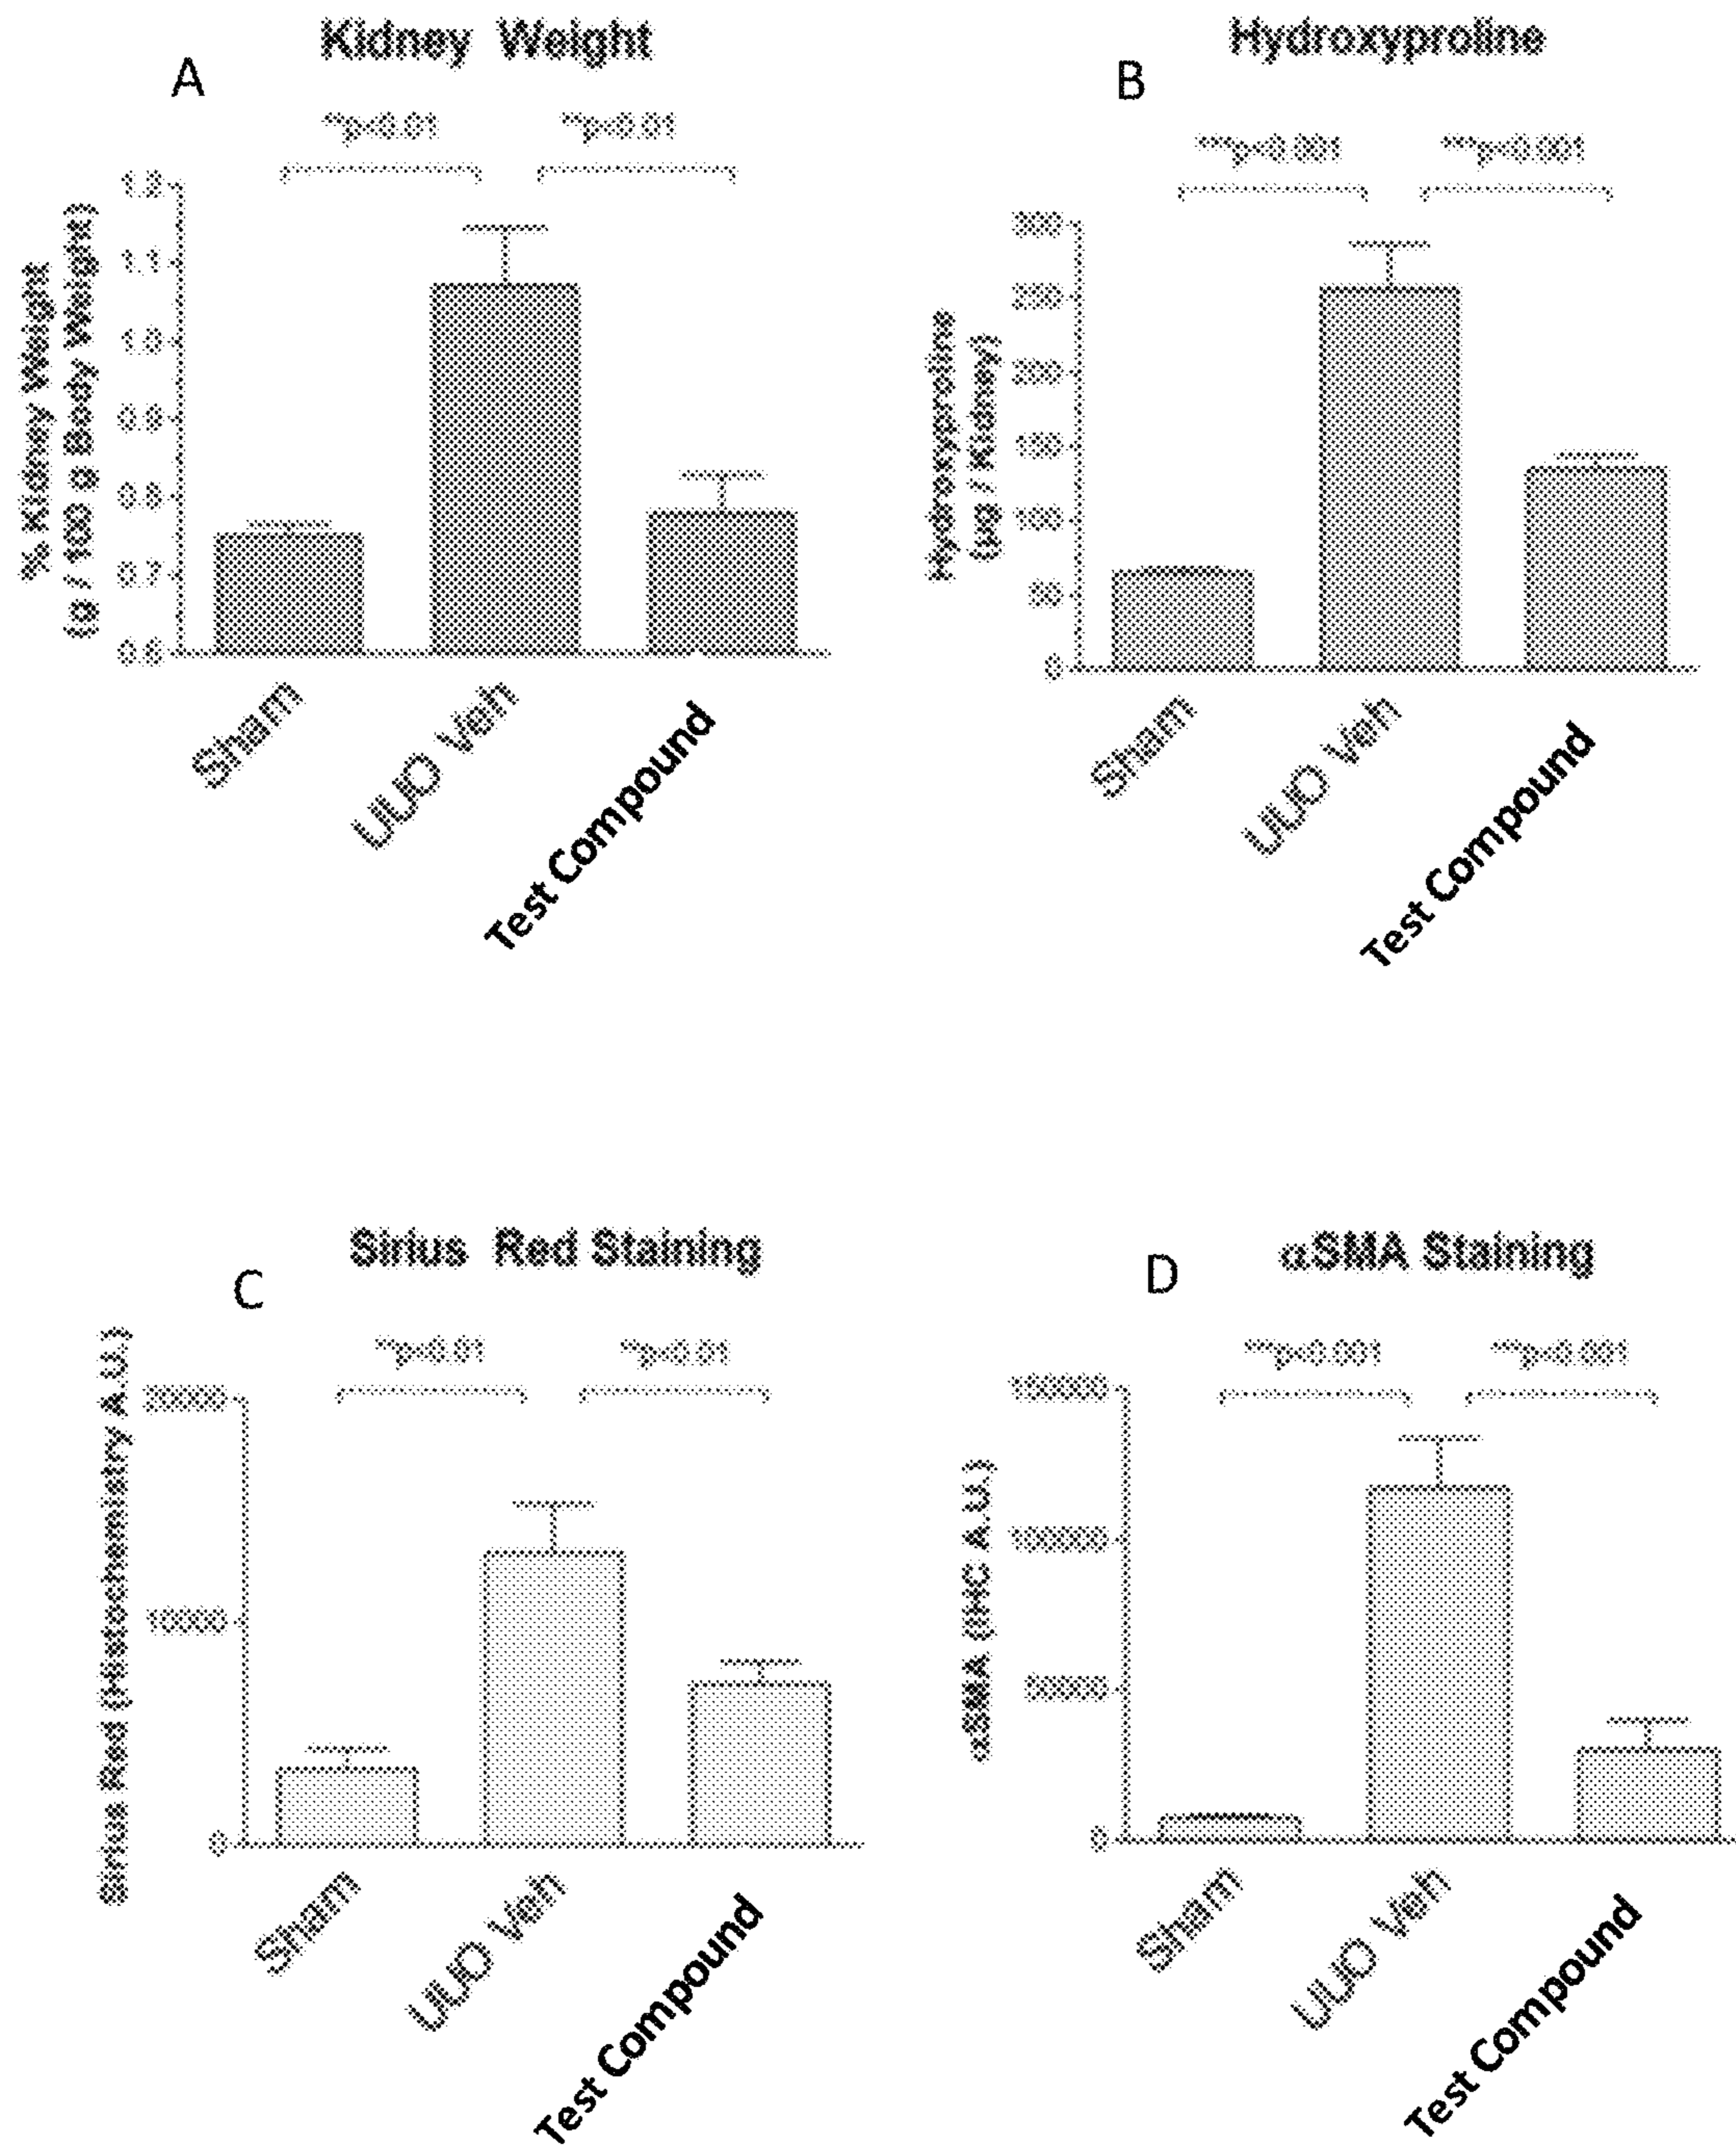 Kidney Weight
A
**p<0.01 **p<0.01
% Kidney Weight
(g / 100 g Body Weight)
1.2
1.1
1.0
0.9
0.8
0.7
0.6
Sham
UUO Veh
Test Compound
Hydroxyproline
B
***p<0.001 ***p<0.001
Hydroxyproline
(µg / Kidney)
300
250
200
150
100
50
0
Sham
UUO Veh
Test Compound
Sirius Red Staining
C
**p<0.01 **p<0.01
Sirius Red (Histochemistry A.U.)
20000
10000
0
Sham
UUO Veh
Test Compound
αSMA Staining
D
***p<0.001 ***p<0.001
αSMA (IHC A.U.)
150000
100000
50000
0
Sham
UUO Veh
Test Compound